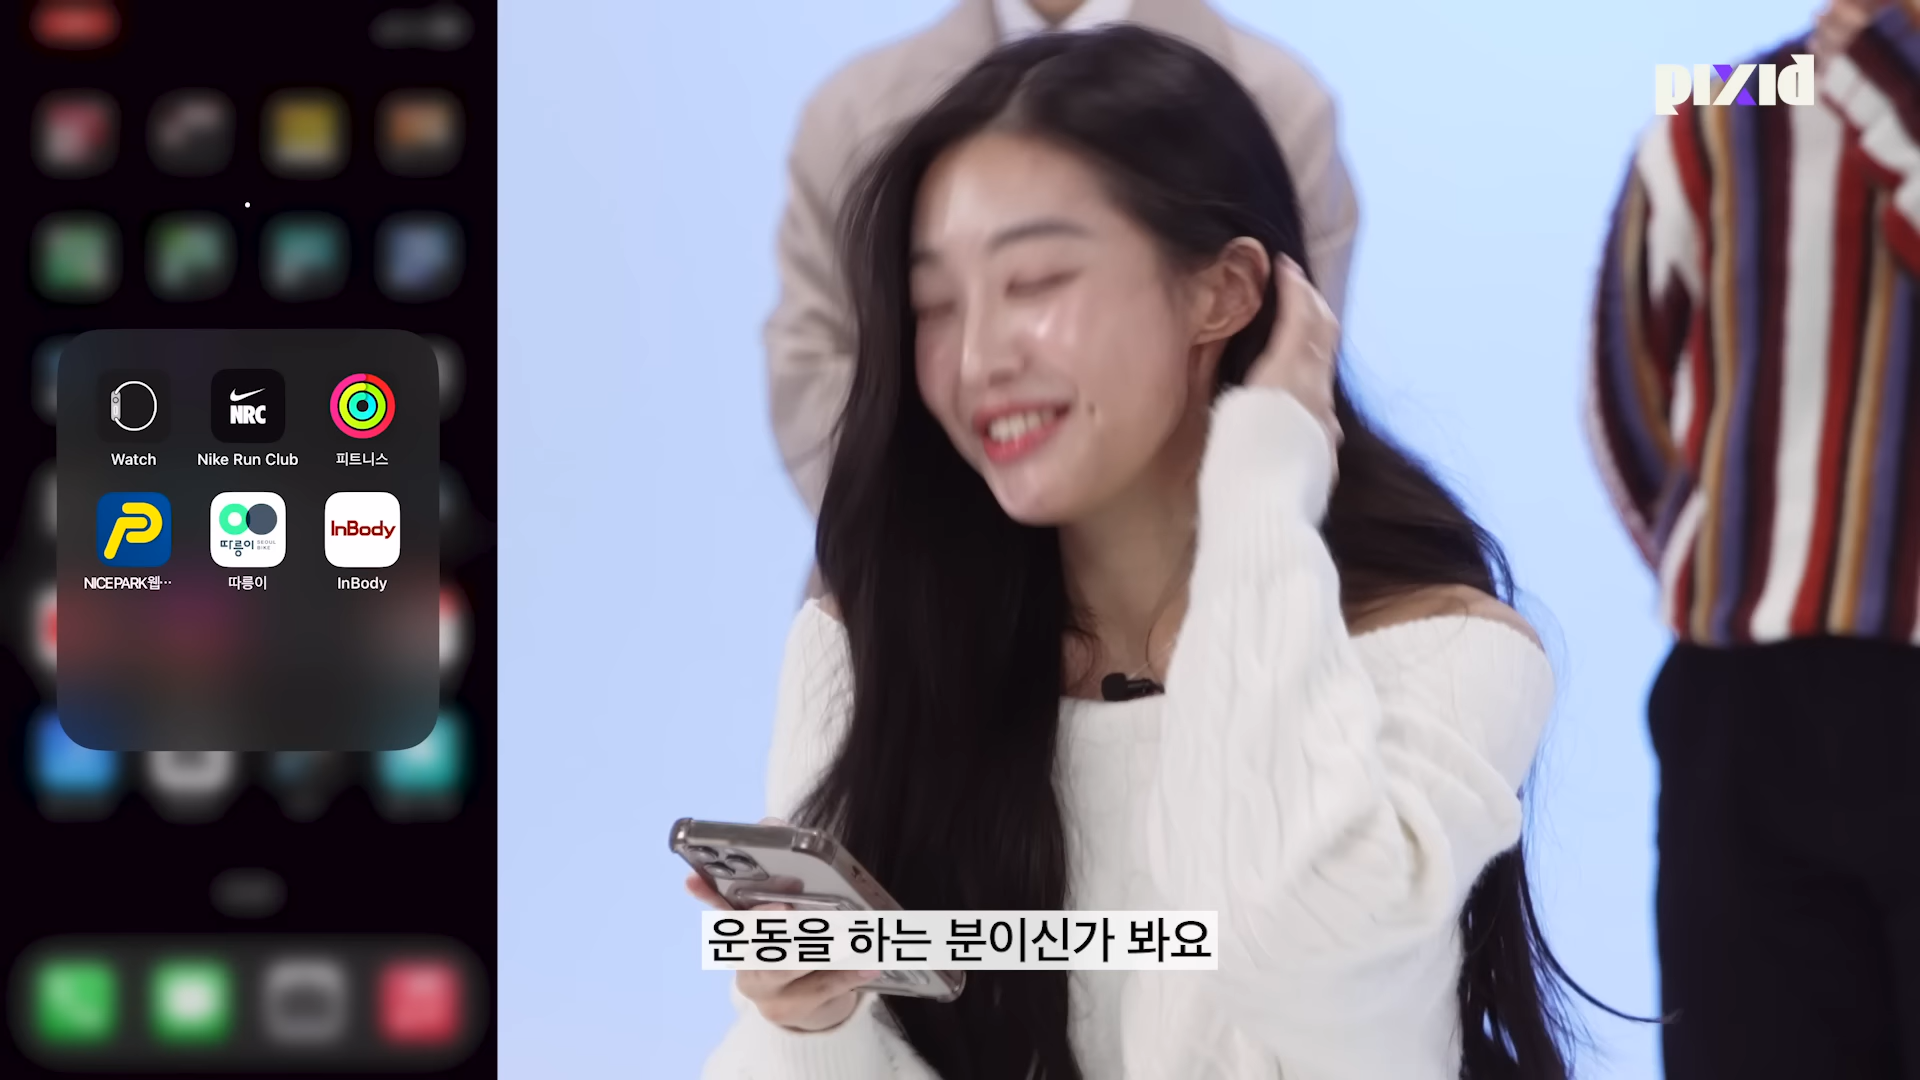 pixid
NRC
Watch
Nike Run Club
피트니스
따릉이 SEOUL
BIKE
InBody
NICEPARK웹…
따릉이
InBody
운동을 하는 분이신가 봐요